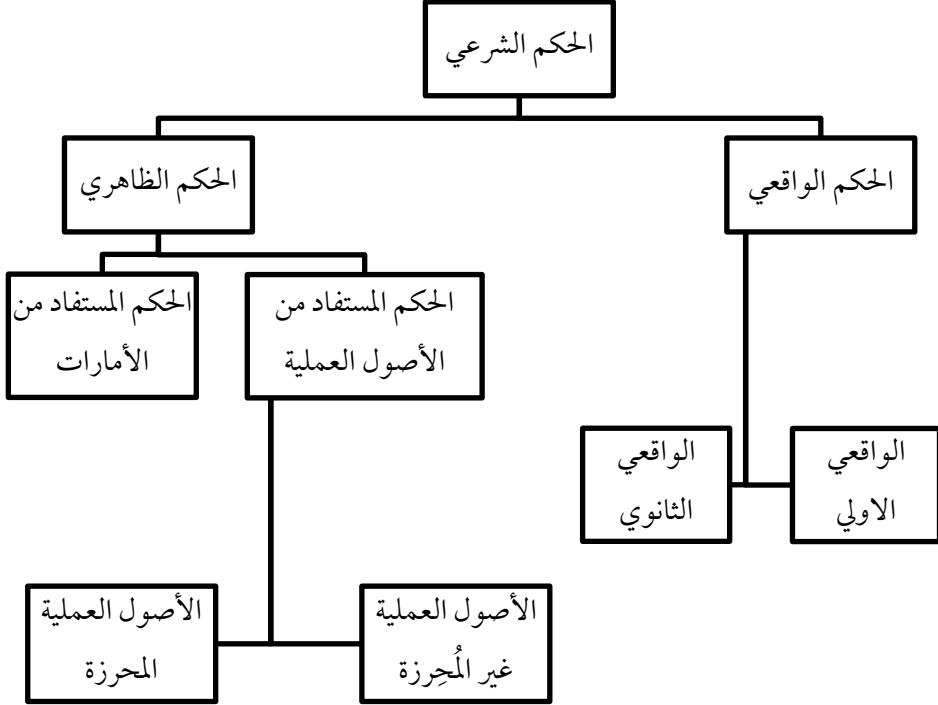 الحكم الشرعي
الحكم الواقعي
الحكم الظاهري
الحكم المستفاد من
الأصول العملية
الحكم المستفاد من
الأمارات
الواقعي
الاولي
الواقعي
الثانوي
الأصول العملية
غير المُحِرزة
الأصول العملية
المحرزة